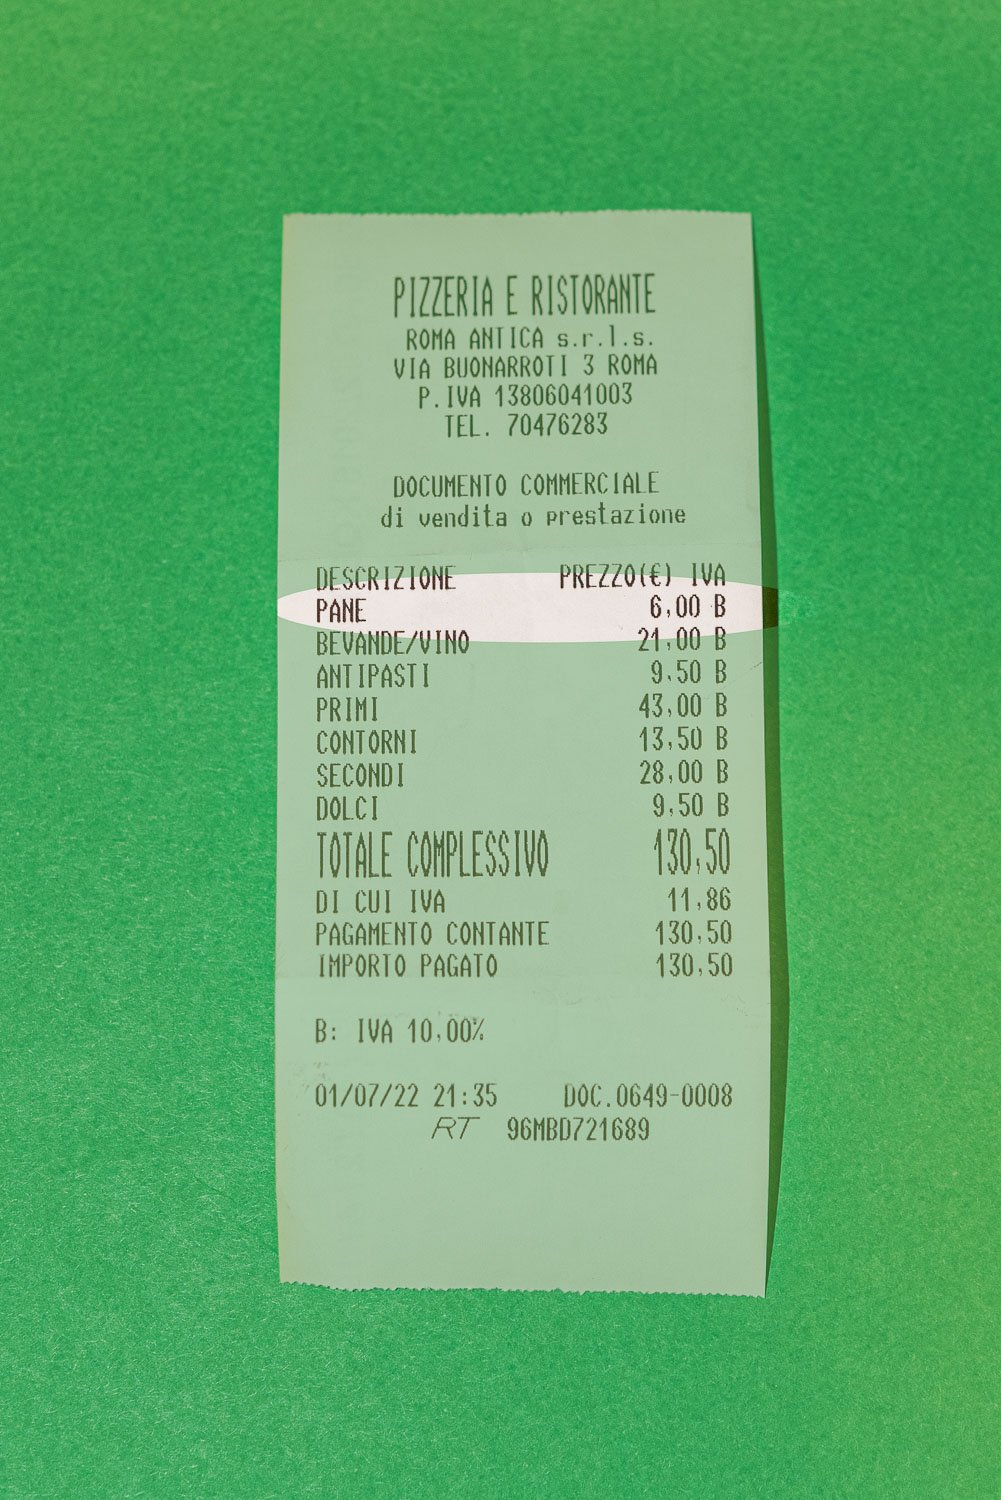 PIZZERIA E RISTORANTE
ROMA ANTICA s.r.l.s.
VIA BUONARROTI 3 ROMA
P.IVA 13806041003
TEL. 70476283
DOCUMENTO COMMERCIALE
di vendita o prestazione
DESCRIZIONE PREZZO(€) IVA
PANE 6,00 B
BEVANDE/VINO 21,00 B
ANTIPASTI 9,50 B
PRIMI 43,00 B
CONTORNI 13,50 B
SECONDI 28,00 B
DOLCI 9,50 B
TOTALE COMPLESSIVO 130,50
DI CUI IVA 11,86
PAGAMENTO CONTANTE 130,50
IMPORTO PAGATO 130,50
B: IVA 10,00%
01/07/22 21:35 DOC.0649-0008
RT 96MBD721689